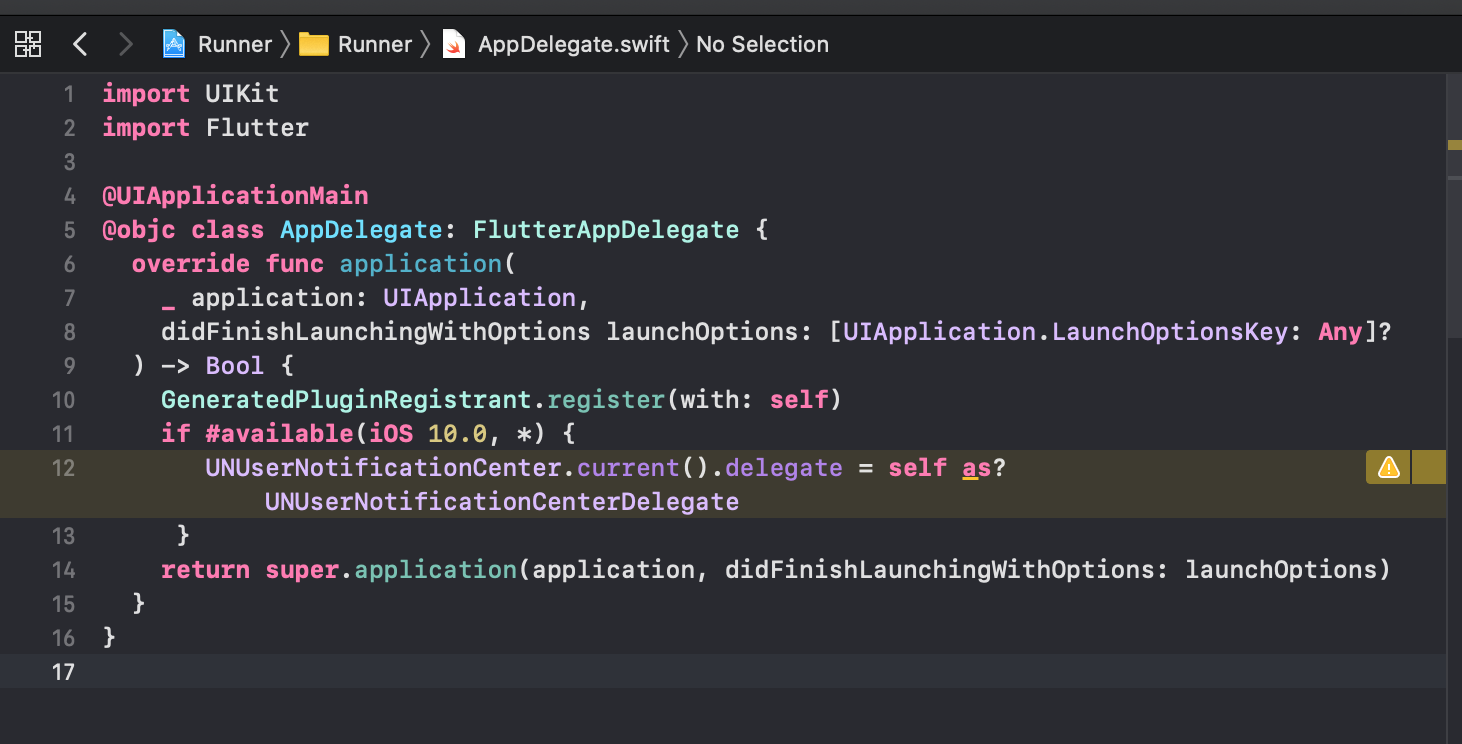 Runner 〉 Runner 〉 AppDelegate.swift 〉 No Selection
1 import UIKit
2 import Flutter
3
4 @UIApplicationMain
5 @objc class AppDelegate: FlutterAppDelegate {
6   override func application(
7     _ application: UIApplication,
8     didFinishLaunchingWithOptions launchOptions: [UIApplication.LaunchOptionsKey: Any]?
9   ) -> Bool {
10     GeneratedPluginRegistrant.register(with: self)
11     if #available(iOS 10.0, *) {
12        UNUserNotificationCenter.current().delegate = self as?
            UNUserNotificationCenterDelegate
13      }
14     return super.application(application, didFinishLaunchingWithOptions: launchOptions)
15   }
16 }
17